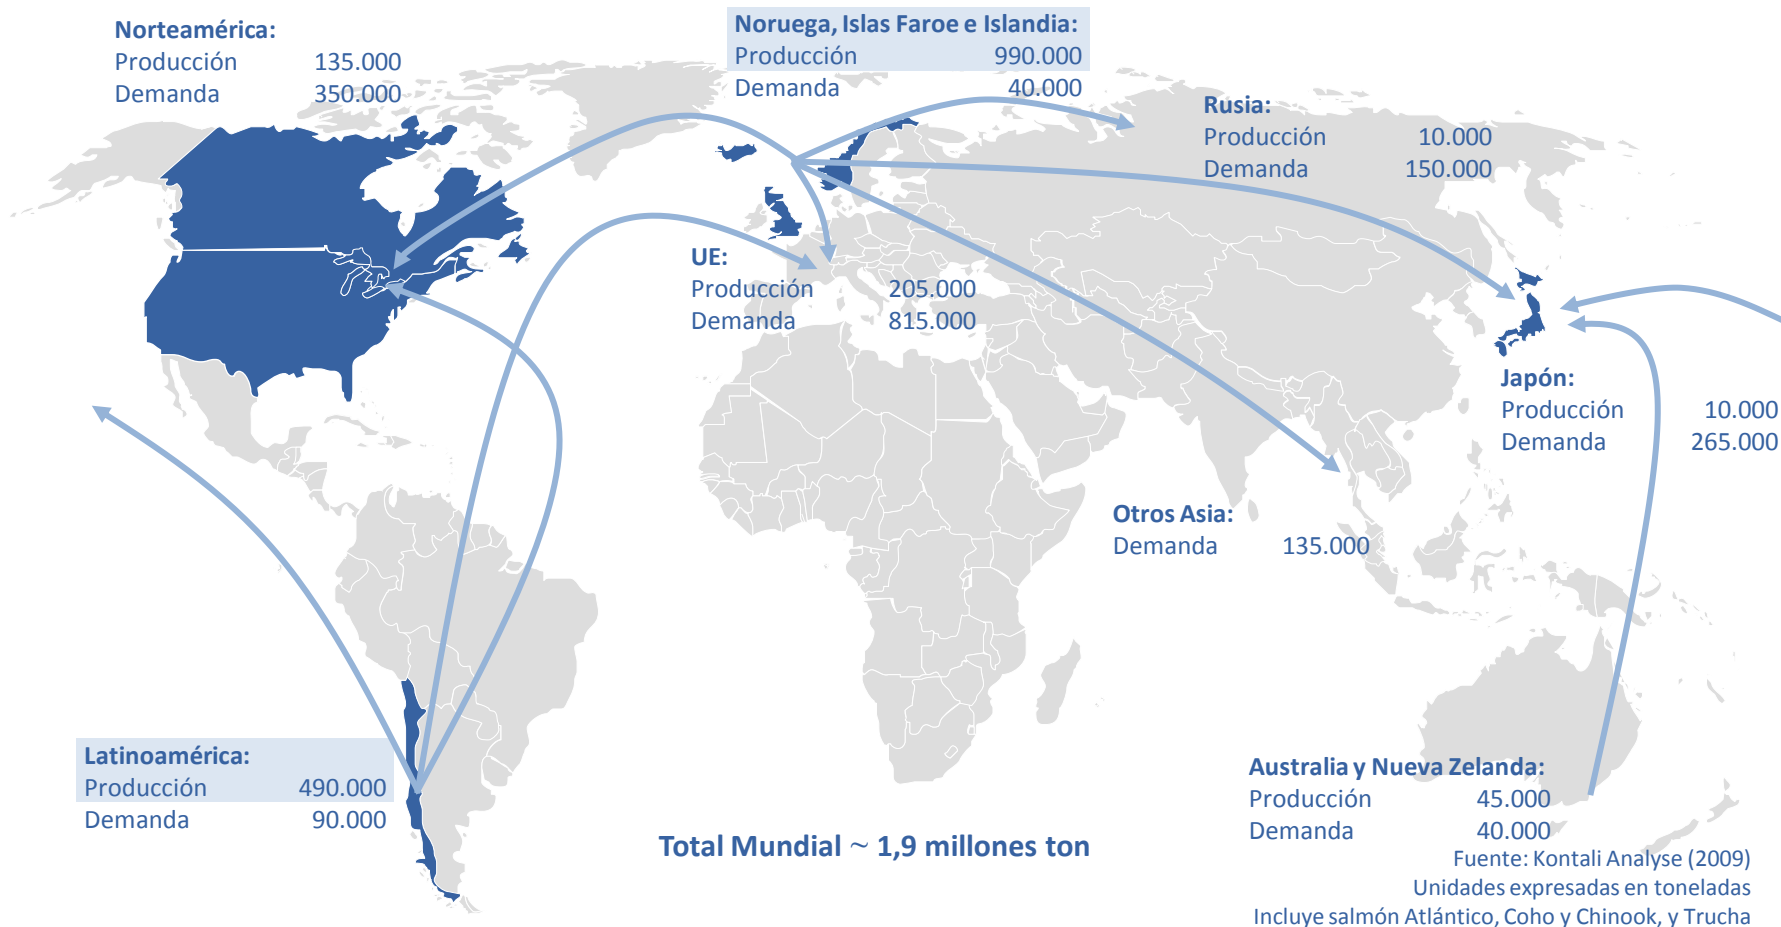 Norteamérica:
Producción 135.000
Demanda 350.000
Noruega, Islas Faroe e Islandia:
Producción 990.000
Demanda 40.000
Rusia:
Producción 10.000
Demanda 150.000
UE:
Producción 205.000
Demanda 815.000
Japón:
Producción 10.000
Demanda 265.000
Otros Asia:
Demanda 135.000
Latinoamérica:
Producción 490.000
Demanda 90.000
Australia y Nueva Zelanda:
Producción 45.000
Demanda 40.000
Total Mundial ~ 1,9 millones ton
Fuente: Kontali Analyse (2009)
Unidades expresadas en toneladas
Incluye salmón Atlántico, Coho y Chinook, y Trucha